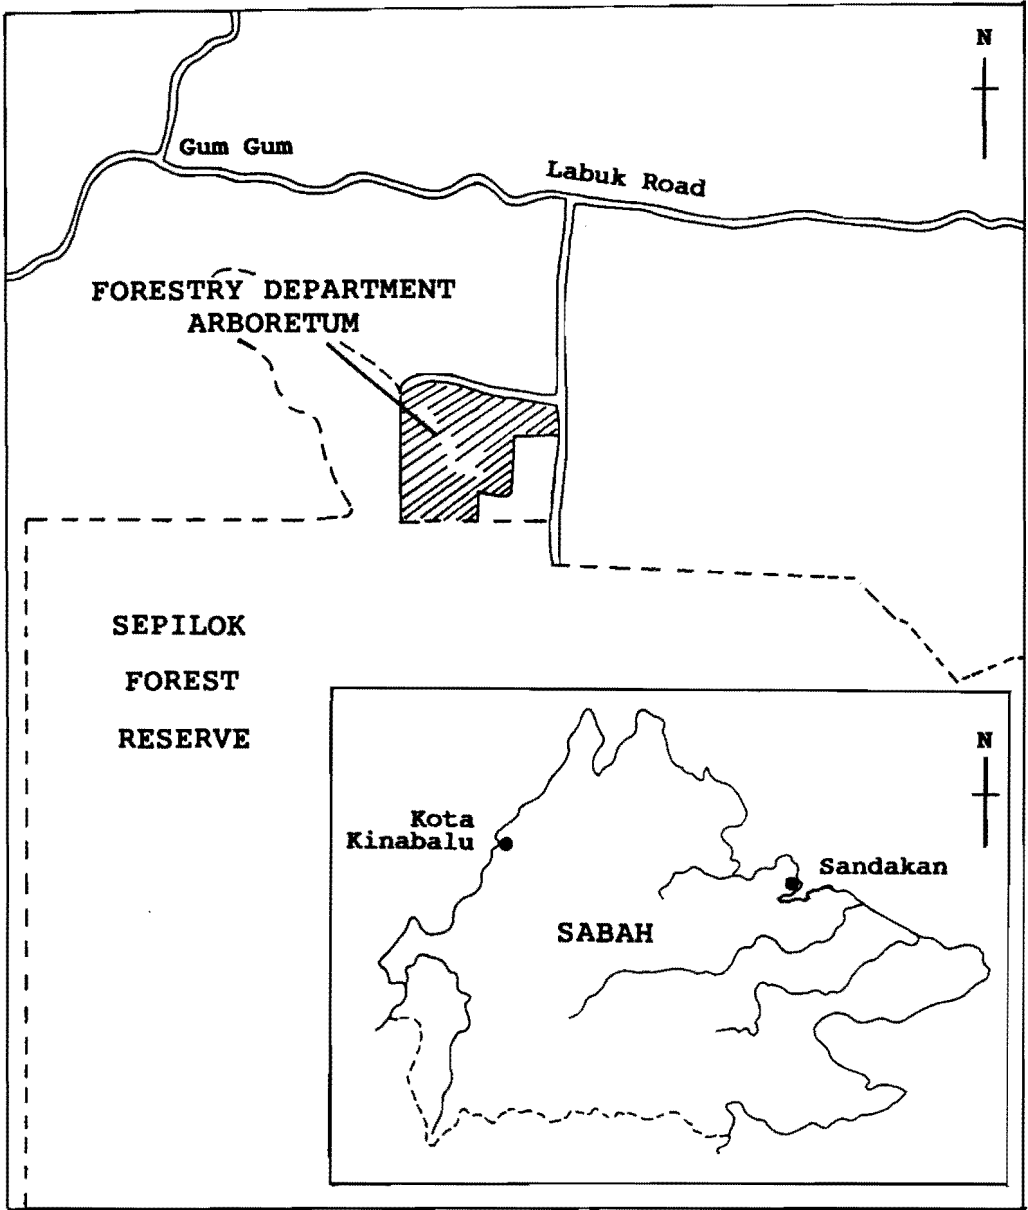 N
Gum Gum
Labuk Road
FORESTRY DEPARTMENT
ARBORETUM
SEPILOK
FOREST
RESERVE
N
Kota
Kinabalu
Sandakan
SABAH